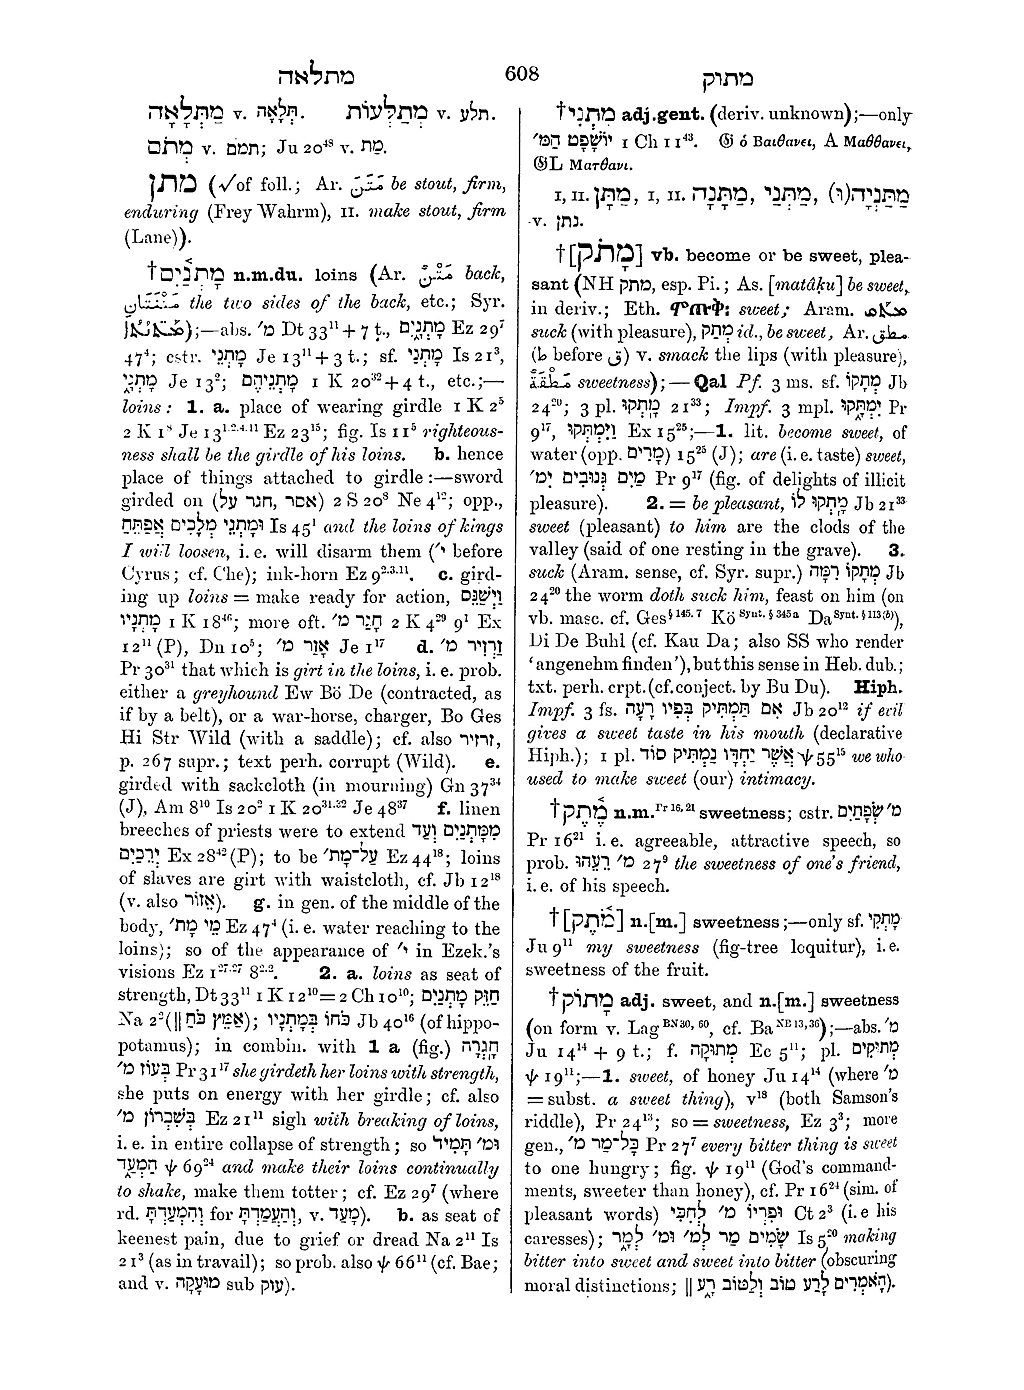 מתלאה 608 מתוק
מַתְּלָאָה v. תְּלָאָה. מְתַלְּעוֹת v. תלע.
מְתֹם v. תמם; Ju 20⁴⁸ v. מַת.
מתן (√of foll.; Ar. مَتُنَ be stout, firm,
enduring (Frey Wahrm), II. make stout, firm
(Lane)).
†מָתְנַ֫יִם n.m.du. loins (Ar. مَتْنٌ back,
the two sides of the back, etc.; Syr.
);—abs. מ׳ Dt 33¹¹ + 7 t., מָתְנָ֑יִם Ez 29⁷
47⁴; cstr. מָתְנֵי Je 13¹¹ + 3 t.; sf. מָתְנַי Is 21³,
מָתְנָ֑י Je 13²; מָתְנֵיהֶם 1 K 20³² + 4 t., etc.;—
loins: 1. a. place of wearing girdle 1 K 2⁵
2 K 1⁸ Je 13¹·²·⁴·¹¹ Ez 23¹⁵; fig. Is 11⁵ righteous-
ness shall be the girdle of his loins. b. hence
place of things attached to girdle :—sword
girded on (אסר, חגר על) 2 S 20⁸ Ne 4¹²; opp.,
וּמָתְנֵי מְלָכִים אֲפַתֵּחַ Is 45¹ and the loins of kings
I will loosen, i. e. will disarm them (׳י before
Cyrus; cf. Che); ink-horn Ez 9²·³·¹¹. c. gird-
ing up loins = make ready for action, וַיְשַׁנֵּס
מָתְנָיו 1 K 18⁴⁶; more oft. חָגַר מ׳ 2 K 4²⁹ 9¹ Ex
12¹¹ (P), Dn 10⁵; אָזַר מ׳ Je 1¹⁷ d. זַרְזִיר מ׳
Pr 30³¹ that which is girt in the loins, i. e. prob.
either a greyhound Ew Bö De (contracted, as
if by a belt), or a war-horse, charger, Bo Ges
Hi Str Wild (with a saddle); cf. also זרזיר,
p. 267 supr.; text perh. corrupt (Wild). e.
girded with sackcloth (in mourning) Gn 37³⁴
(J), Am 8¹⁰ Is 20² 1 K 20³¹·³² Je 48³⁷ f. linen
breeches of priests were to extend מִמָּתְנַיִם וְעַד
יְרֵכַיִם Ex 28⁴² (P); to be עַל־מָת׳ Ez 44¹⁸; loins
of slaves are girt with waistcloth, cf. Jb 12¹⁸
(v. also אֵזוֹר). g. in gen. of the middle of the
body, מֵי מָת׳ Ez 47⁴ (i. e. water reaching to the
loins); so of the appearance of ׳י in Ezek.'s
visions Ez 1²⁷·²⁷ 8²·². 2. a. loins as seat of
strength, Dt 33¹¹ 1 K 12¹⁰ = 2 Ch 10¹⁰; חַזֵּק מָתְנַיִם
Na 2²(‖אַמֵּץ כֹּחַ); כֹּחוֹ בְּמָתְנָיו Jb 40¹⁶ (of hippo-
potamus); in combin. with 1 a (fig.) חָגְרָה
בְּעוֹז מ׳ Pr 31¹⁷ she girdeth her loins with strength,
she puts on energy with her girdle; cf. also
בְּשִׁבְרוֹן מ׳ Ez 21¹¹ sigh with breaking of loins,
i. e. in entire collapse of strength; so וּמ׳ תָּמִיד
הַמְעַד ψ 69²⁴ and make their loins continually
to shake, make them totter; cf. Ez 29⁷ (where
rd. וְהִמְעַדְתָּ for וְהַעֲמַדְתָּ, v. מָעַד). b. as seat of
keenest pain, due to grief or dread Na 2¹¹ Is
21³ (as in travail); so prob. also ψ 66¹¹ (cf. Bae;
and v. מוּעָקָה sub עוק).
†מִתְנִי adj.gent. (deriv. unknown);—only
יוֹשָׁפָט הַמּ׳ 1 Ch 11⁴³. 𝔊 ὁ Βαιθανει, A Μαθθανει,
𝔊L Ματθανι.
I, II. מַתָּן, I, II. מַתָּנָה, מַתְּנַי, מַתַּנְיָה(וּ)
v. נתן.
†[מָתֹק] vb. become or be sweet, plea-
sant (NH מתק, esp. Pi.; As. [matâḳu] be sweet,
in deriv.; Eth. sweet; Aram.
suck (with pleasure), מְתַק id., be sweet, Ar. مطق
(ط before ق) v. smack the lips (with pleasure),
مَطْقَةٌ sweetness);—Qal Pf. 3 ms. sf. מְתָקוֹ Jb
24²⁰; 3 pl. מָתְקוּ 21³³; Impf. 3 mpl. יִמְתָּ֑קוּ Pr
9¹⁷, וַיִּמְתְּקוּ Ex 15²⁵;—1. lit. become sweet, of
water (opp. מָרִים) 15²⁵ (J); are (i. e. taste) sweet,
מַיִם גְּנוּבִים יִמ׳ Pr 9¹⁷ (fig. of delights of illicit
pleasure). 2. = be pleasant, מָתְקוּ לוֹ Jb 21³³
sweet (pleasant) to him are the clods of the
valley (said of one resting in the grave). 3.
suck (Aram. sense, cf. Syr. supr.) מְתָקוֹ רִמָּה Jb
24²⁰ the worm doth suck him, feast on him (on
vb. masc. cf. Ges§ 145. 7 Kö Synt. § 345 a Da Synt. § 113(b)),
Di De Buhl (cf. Kau Da; also SS who render
‘angenehm finden’), but this sense in Heb. dub.;
txt. perh. crpt. (cf. conject. by Bu Du). Hiph.
Impf. 3 fs. אִם תַּמְתִּיק בְּפִיו רָעָה Jb 20¹² if evil
gives a sweet taste in his mouth (declarative
Hiph.); 1 pl. אֲשֶׁר יַחְדָּו נַמְתִּיק סוֹד ψ 55¹⁵ we who
used to make sweet (our) intimacy.
†מֶ֫תֶק n.m. Pr 16, 21 sweetness; cstr. מ׳ שְׂפָתַיִם
Pr 16²¹ i. e. agreeable, attractive speech, so
prob. מ׳ רֵעֵהוּ 27⁹ the sweetness of one's friend,
i. e. of his speech.
†[מֹ֫תֶק] n.[m.] sweetness;—only sf. מָתְקִי
Ju 9¹¹ my sweetness (fig-tree loquitur), i. e.
sweetness of the fruit.
†מָתוֹק adj. sweet, and n.[m.] sweetness
(on form v. Lag BN 30, 60, cf. Ba NB 13, 36);—abs. מ׳
Ju 14¹⁴ + 9 t.; f. מְתוּקָה Ec 5¹¹; pl. מְתוּקִים
ψ 19¹¹;—1. sweet, of honey Ju 14¹⁴ (where מ׳
= subst. a sweet thing), v¹⁸ (both Samson's
riddle), Pr 24¹³; so = sweetness, Ez 3³; more
gen., כָּל־מַר מ׳ Pr 27⁷ every bitter thing is sweet
to one hungry; fig. ψ 19¹¹ (God's command-
ments, sweeter than honey), cf. Pr 16²⁴ (sim. of
pleasant words) וּפִרְיוֹ מ׳ לְחִכִּי Ct 2³ (i. e his
caresses); שָׂמִים מַר לְמ׳ וּמ׳ לְמָ֑ר Is 5²⁰ making
bitter into sweet and sweet into bitter (obscuring
moral distinctions; ‖ הָאֹמְרִים לָרַע טוֹב וְלַטּוֹב רָ֑ע).